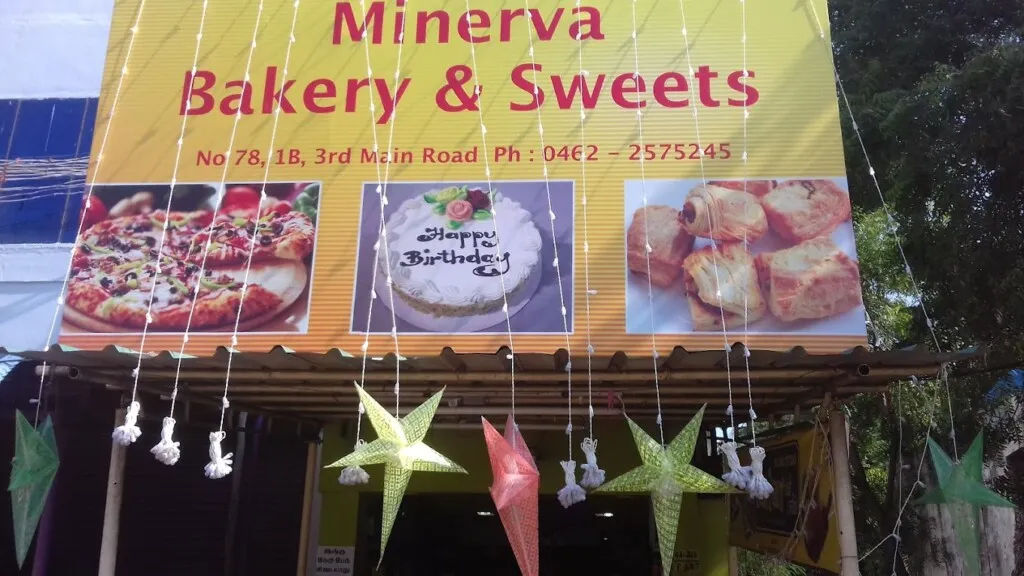 Minerva
Bakery & Sweets
No 78, 1B, 3rd Main Road Ph : 0462 - 2575245
Happy
Birthday